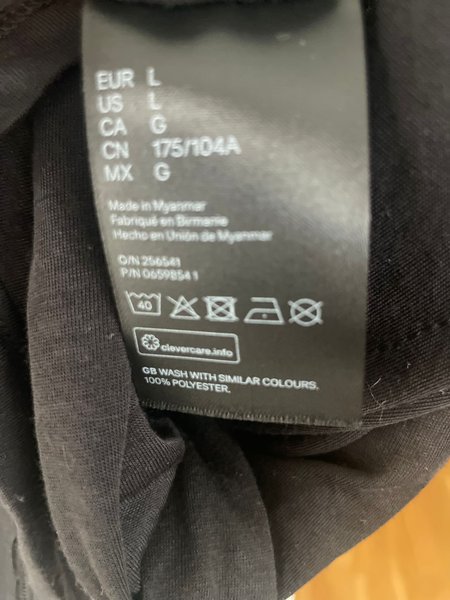 EUR L
US L
CA G
CN 175/104A
MX G
Made in Myanmar
Fabriqué en Birmanie
Hecho en Unión de Myanmar
O/N 256541
P/N 0659854 1
40
clevercare.info
GB WASH WITH SIMILAR COLOURS.
100% POLYESTER.